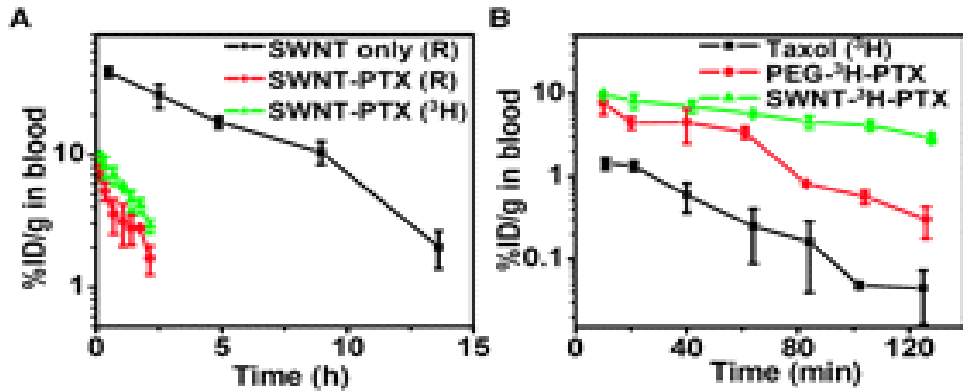 A
SWNT only (R)
SWNT-PTX (R)
SWNT-PTX (³H)
10
1
%ID/g in blood
0 5 10 15
Time (h)
B
Taxol (³H)
PEG-³H-PTX
SWNT-³H-PTX
10
1
0.1
%ID/g in blood
0 40 80 120
Time (min)